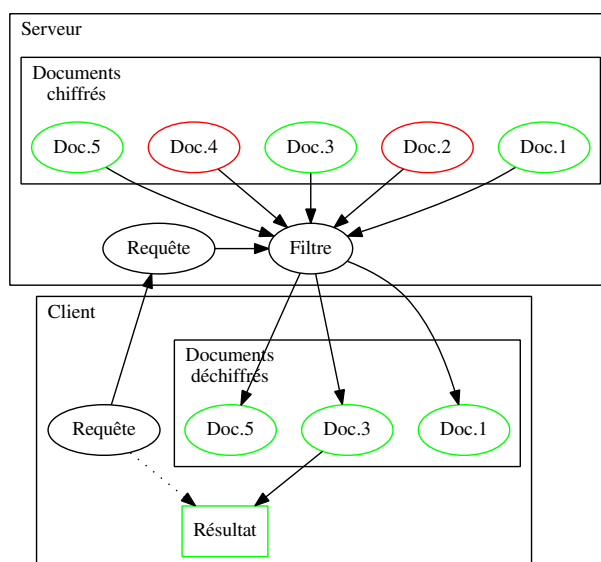 Serveur
Documents
chiffrés
Doc.5 Doc.4 Doc.3 Doc.2 Doc.1
Requête Filtre
Client
Documents
déchiffrés
Requête Doc.5 Doc.3 Doc.1
Résultat